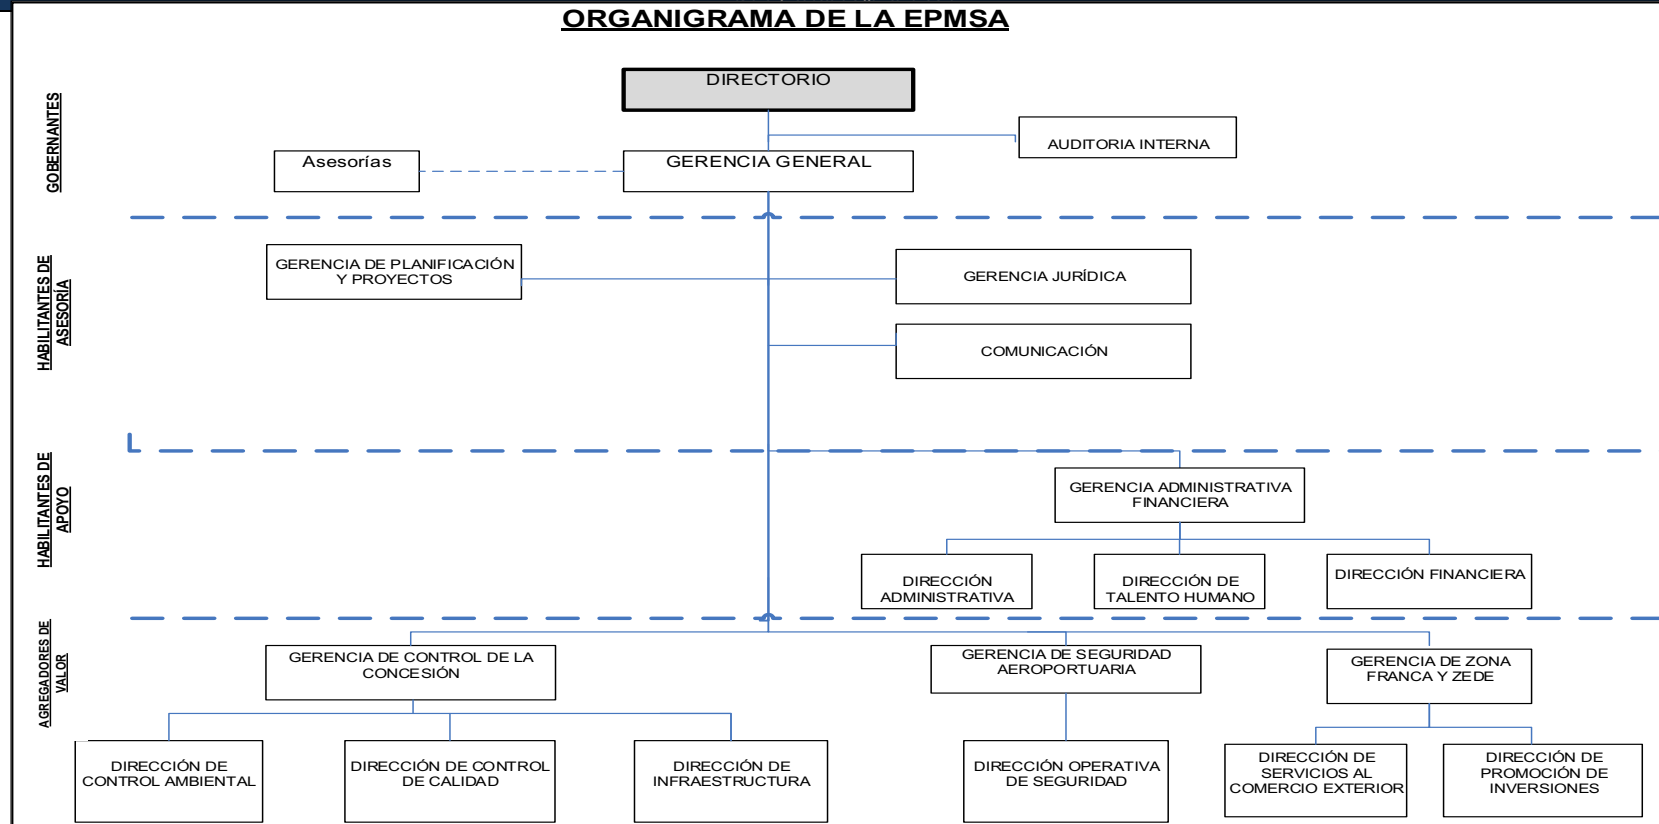 ORGANIGRAMA DE LA EPMSA
GOBERNANTES
DIRECTORIO
AUDITORIA INTERNA
Asesorías
GERENCIA GENERAL
HABILITANTES DE
ASESORÍA
GERENCIA DE PLANIFICACIÓN
Y PROYECTOS
GERENCIA JURÍDICA
COMUNICACIÓN
HABILITANTES DE
APOYO
GERENCIA ADMINISTRATIVA
FINANCIERA
DIRECCIÓN
ADMINISTRATIVA
DIRECCIÓN DE
TALENTO HUMANO
DIRECCIÓN FINANCIERA
AGREGADORES DE
VALOR
GERENCIA DE CONTROL DE LA
CONCESIÓN
GERENCIA DE SEGURIDAD
AEROPORTUARIA
GERENCIA DE ZONA
FRANCA Y ZEDE
DIRECCIÓN DE
CONTROL AMBIENTAL
DIRECCIÓN DE CONTROL
DE CALIDAD
DIRECCIÓN DE
INFRAESTRUCTURA
DIRECCIÓN OPERATIVA
DE SEGURIDAD
DIRECCIÓN DE
SERVICIOS AL
COMERCIO EXTERIOR
DIRECCIÓN DE
PROMOCIÓN DE
INVERSIONES